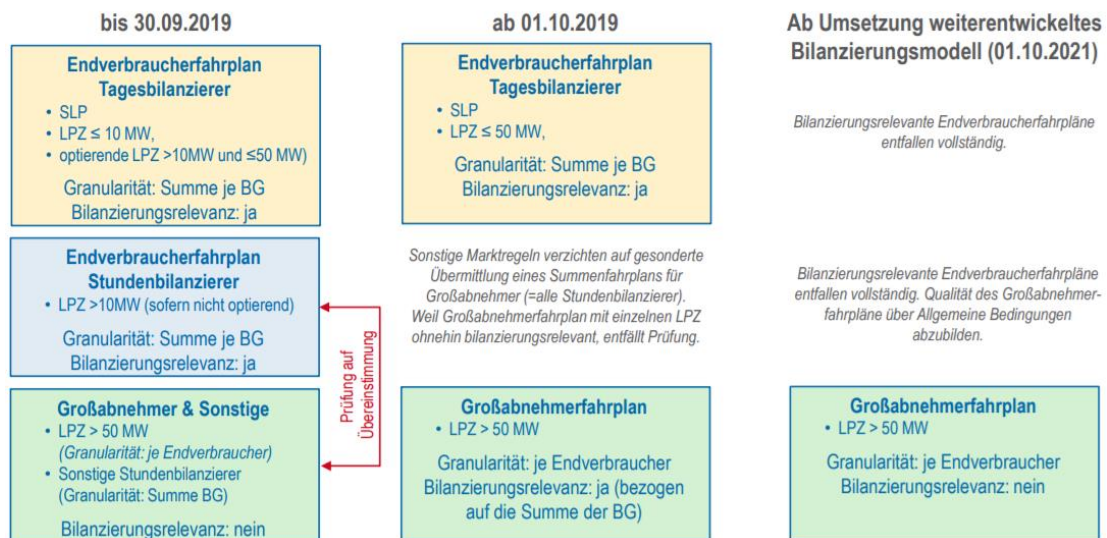 bis 30.09.2019
Endverbraucherfahrplan
Tagesbilanzierer
• SLP
• LPZ ≤ 10 MW,
• optierende LPZ >10MW und ≤50 MW)
Granularität: Summe je BG
Bilanzierungsrelevanz: ja
Endverbraucherfahrplan
Stundenbilanzierer
• LPZ >10MW (sofern nicht optierend)
Granularität: Summe je BG
Bilanzierungsrelevanz: ja
Großabnehmer & Sonstige
• LPZ > 50 MW
(Granularität: je Endverbraucher)
• Sonstige Stundenbilanzierer
(Granularität: Summe BG)
Bilanzierungsrelevanz: nein
Prüfung auf
Übereinstimmung
ab 01.10.2019
Endverbraucherfahrplan
Tagesbilanzierer
• SLP
• LPZ ≤ 50 MW,
Granularität: Summe je BG
Bilanzierungsrelevanz: ja
Sonstige Marktregeln verzichten auf gesonderte
Übermittlung eines Summenfahrplans für
Großabnehmer (=alle Stundenbilanzierer).
Weil Großabnehmerfahrplan mit einzelnen LPZ
ohnehin bilanzierungsrelevant, entfällt Prüfung.
Großabnehmerfahrplan
• LPZ > 50 MW
Granularität: je Endverbraucher
Bilanzierungsrelevanz: ja (bezogen
auf die Summe der BG)
Ab Umsetzung weiterentwickeltes
Bilanzierungsmodell (01.10.2021)
Bilanzierungsrelevante Endverbraucherfahrpläne
entfallen vollständig.
Bilanzierungsrelevante Endverbraucherfahrpläne
entfallen vollständig. Qualität des Großabnehmer-
fahrpläne über Allgemeine Bedingungen
abzubilden.
Großabnehmerfahrplan
• LPZ > 50 MW
Granularität: je Endverbraucher
Bilanzierungsrelevanz: nein